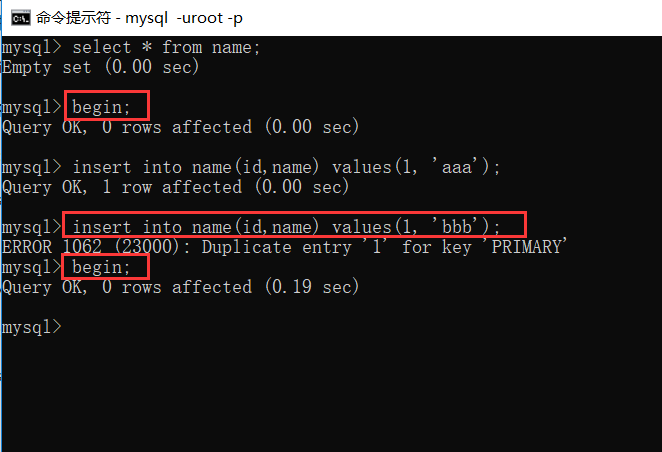 命令提示符 - mysql -uroot -p
mysql> select * from name;
Empty set (0.00 sec)
mysql> begin;
Query OK, 0 rows affected (0.00 sec)
mysql> insert into name(id,name) values(1, 'aaa');
Query OK, 1 row affected (0.00 sec)
mysql> insert into name(id,name) values(1, 'bbb');
ERROR 1062 (23000): Duplicate entry '1' for key 'PRIMARY'
mysql> begin;
Query OK, 0 rows affected (0.19 sec)
mysql>